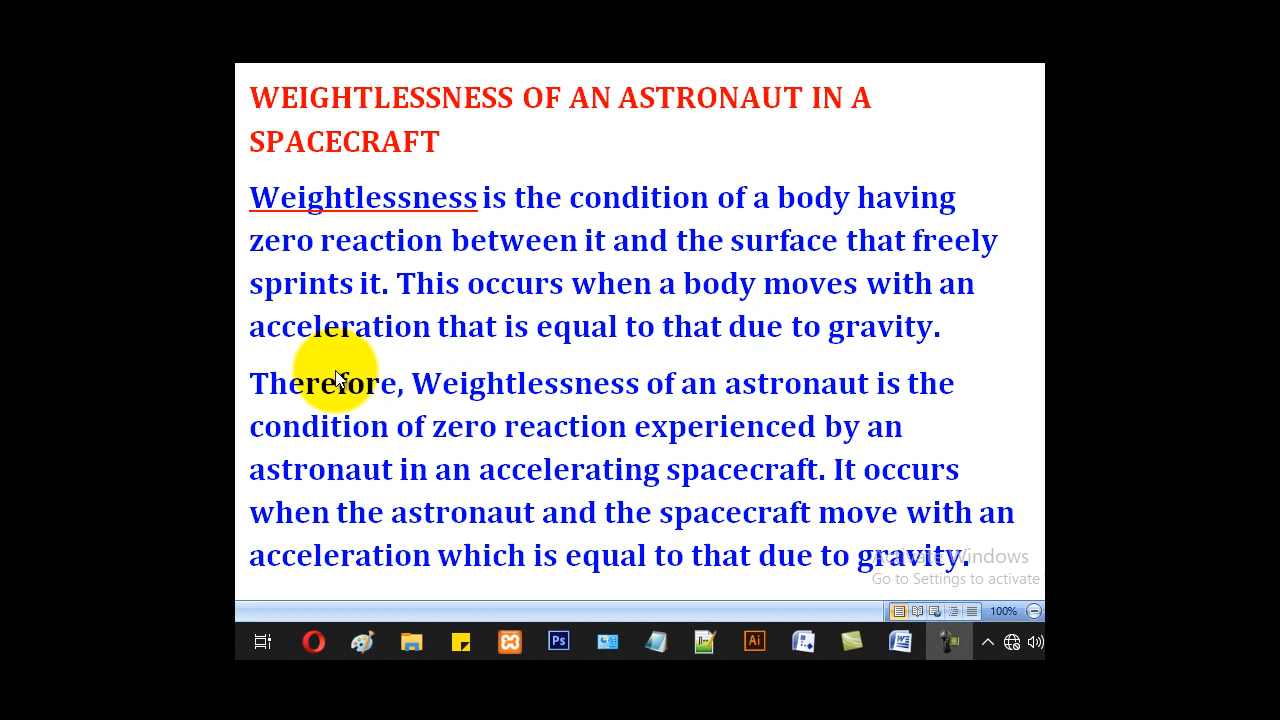 WEIGHTLESSNESS OF AN ASTRONAUT IN A
SPACECRAFT
Weightlessness is the condition of a body having
zero reaction between it and the surface that freely
sprints it. This occurs when a body moves with an
acceleration that is equal to that due to gravity.
Therefore, Weightlessness of an astronaut is the
condition of zero reaction experienced by an
astronaut in an accelerating spacecraft. It occurs
when the astronaut and the spacecraft move with an
acceleration which is equal to that due to gravity.
Activate Windows
Go to Settings to activate
100%
Ps
Ai
W